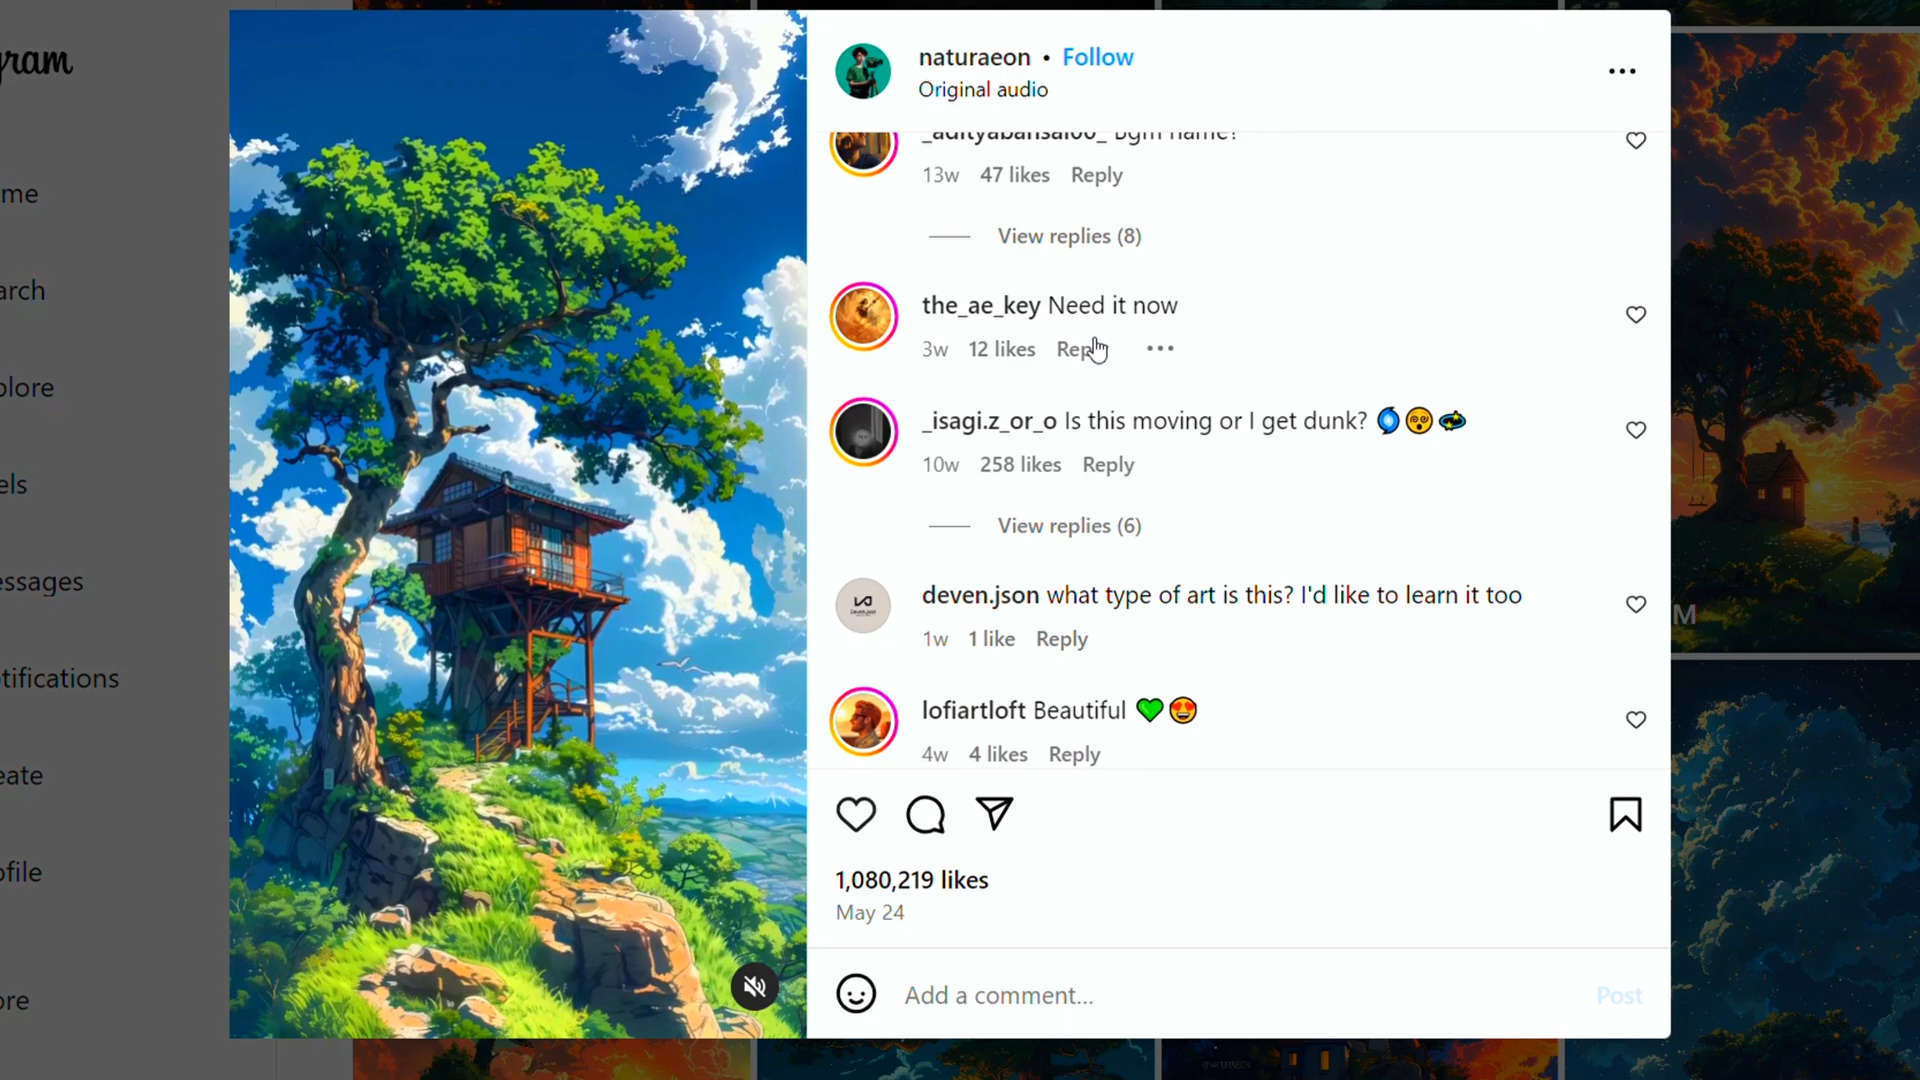 gram
me
arch
plore
els
essages
tifications
eate
ofile
ore
naturaeon • Follow
Original audio
_adityabansal00_ Bgm name?
13w 47 likes Reply
View replies (8)
the_ae_key Need it now
3w 12 likes Reply
_isagi.z_or_o Is this moving or I get dunk? 🌀😵‍💫💫
10w 258 likes Reply
View replies (6)
deven.json what type of art is this? I'd like to learn it too
1w 1 like Reply
lofiartloft Beautiful 💚😍
4w 4 likes Reply
1,080,219 likes
May 24
Add a comment...
Post
M